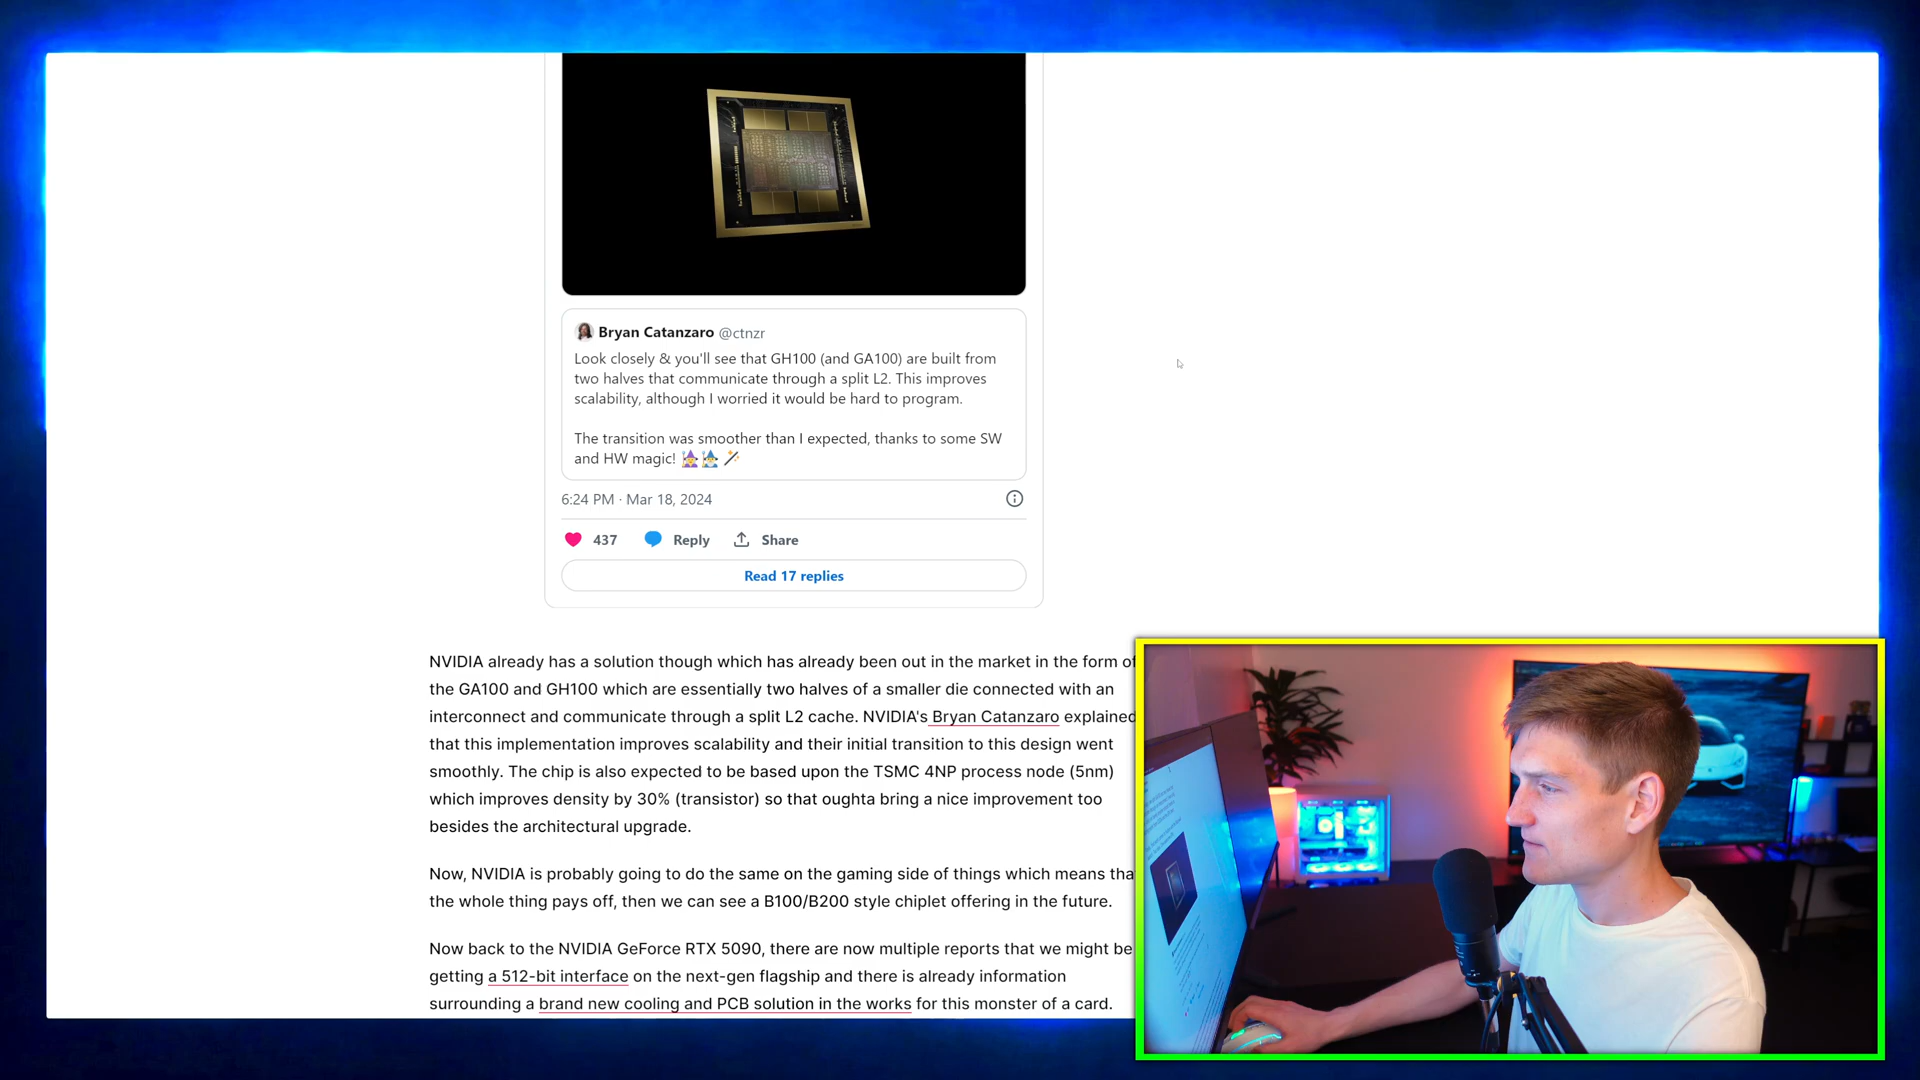 Bryan Catanzaro @ctnzr
Look closely & you'll see that GH100 (and GA100) are built from
two halves that communicate through a split L2. This improves
scalability, although I worried it would be hard to program.
The transition was smoother than I expected, thanks to some SW
and HW magic! 🧙‍♀️🧙‍♂️🪄
6:24 PM · Mar 18, 2024
437 Reply Share
Read 17 replies
NVIDIA already has a solution though which has already been out in the market in the form of
the GA100 and GH100 which are essentially two halves of a smaller die connected with an
interconnect and communicate through a split L2 cache. NVIDIA's Bryan Catanzaro explained
that this implementation improves scalability and their initial transition to this design went
smoothly. The chip is also expected to be based upon the TSMC 4NP process node (5nm)
which improves density by 30% (transistor) so that oughta bring a nice improvement too
besides the architectural upgrade.
Now, NVIDIA is probably going to do the same on the gaming side of things which means tha
the whole thing pays off, then we can see a B100/B200 style chiplet offering in the future.
Now back to the NVIDIA GeForce RTX 5090, there are now multiple reports that we might be
getting a 512-bit interface on the next-gen flagship and there is already information
surrounding a brand new cooling and PCB solution in the works for this monster of a card.